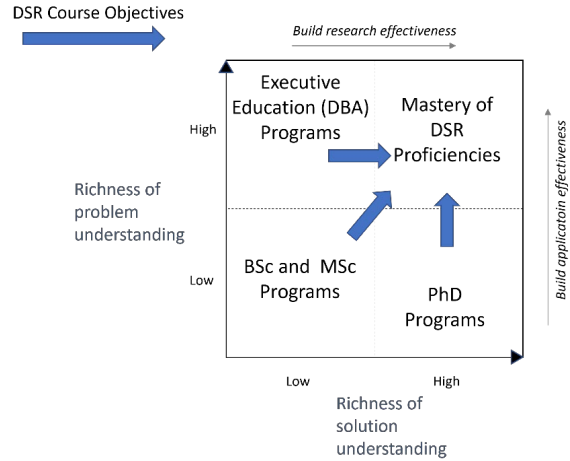 DSR Course Objectives
Build research effectiveness
Executive
Education (DBA)
Programs
Mastery of
DSR
Proficiencies
High
Richness of
problem
understanding
Build applicatoin effectiveness
BSc and MSc
Programs
PhD
Programs
Low
Low
High
Richness of
solution
understanding